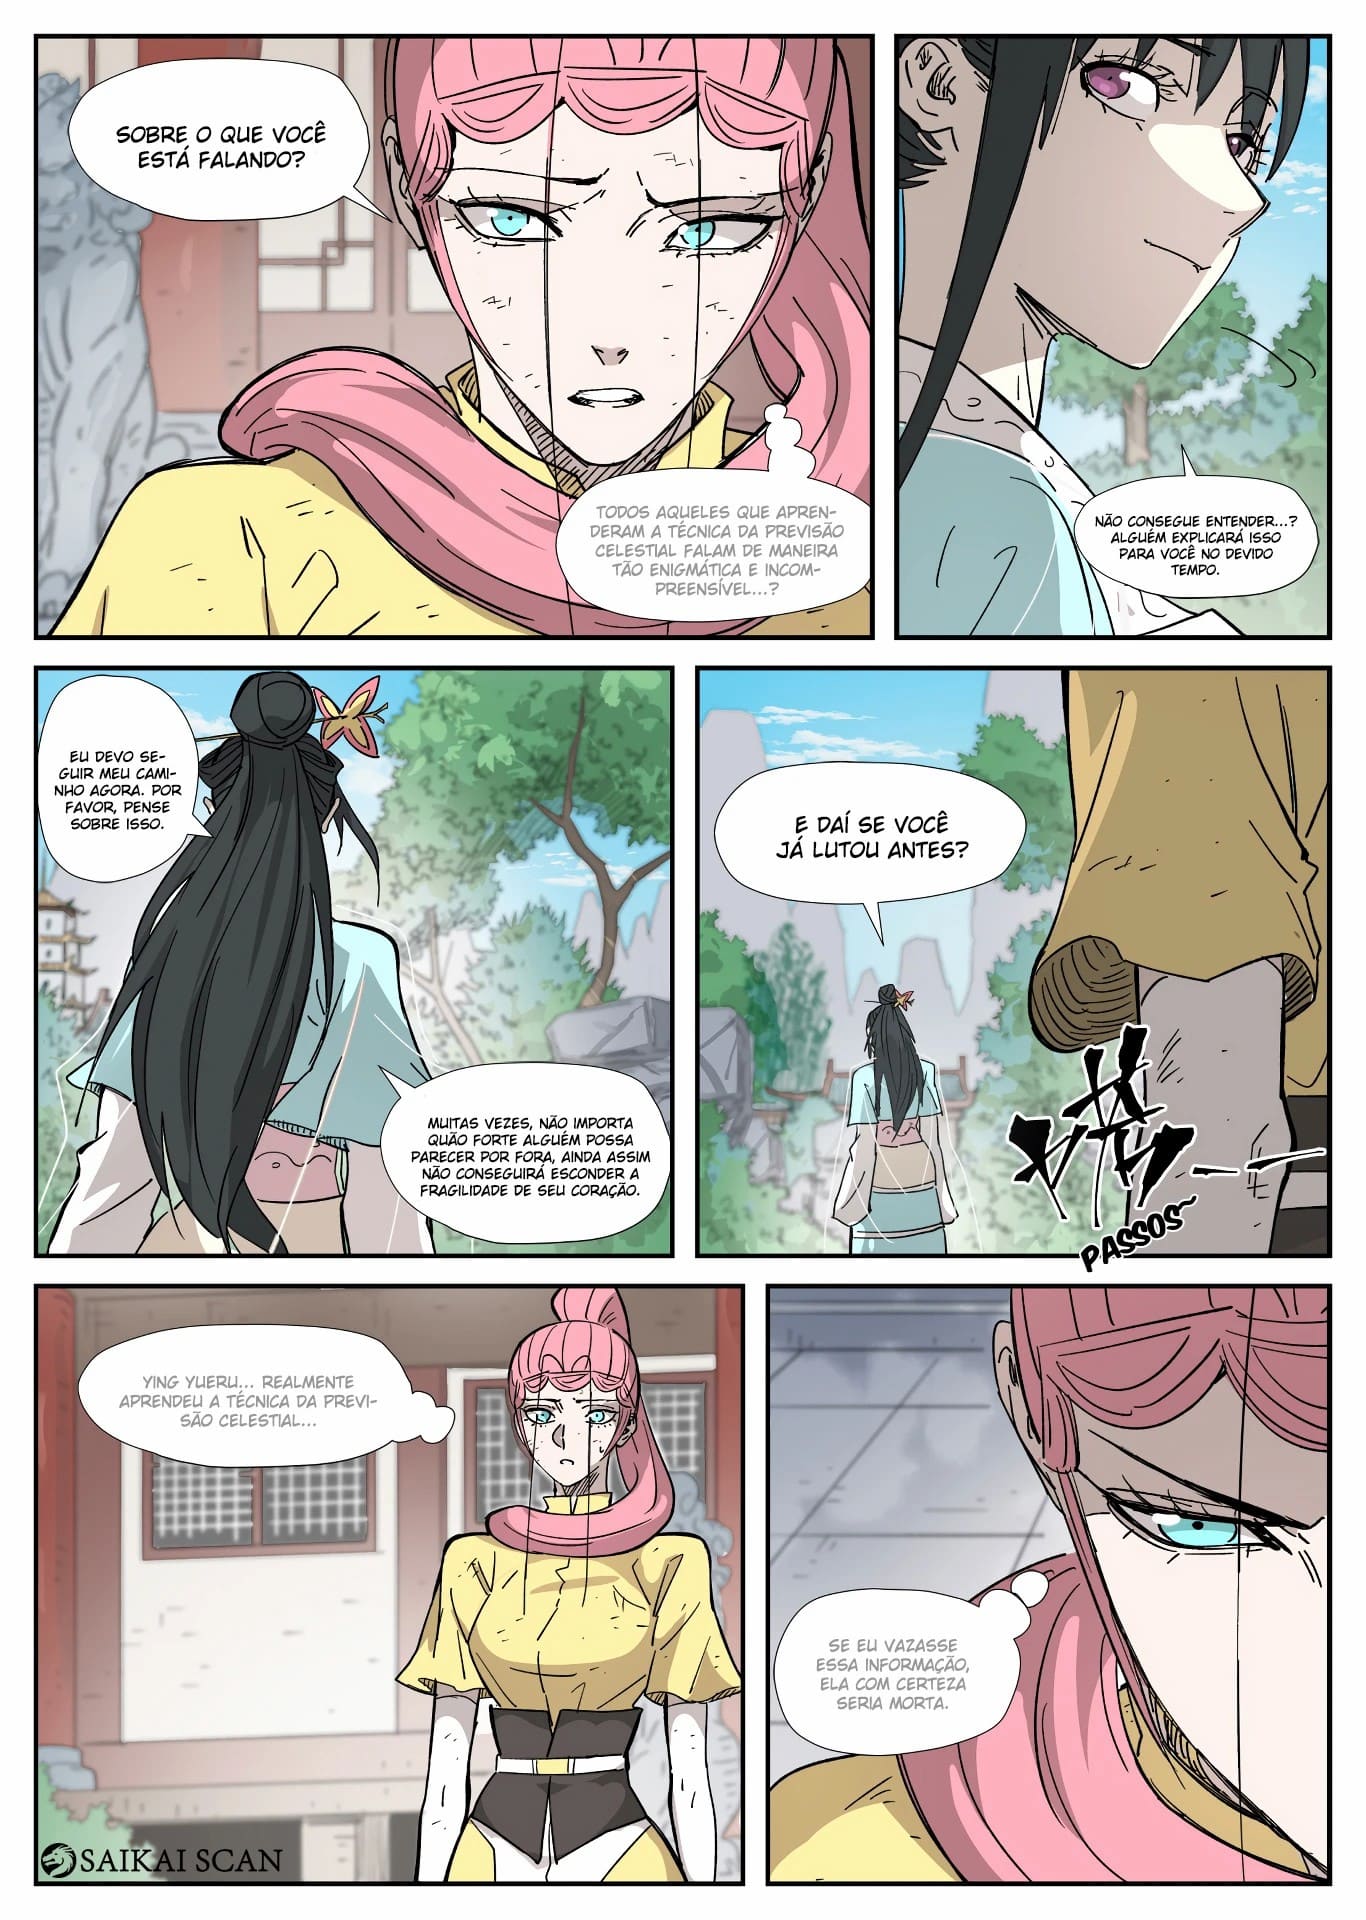 SOBRE O QUE VOCÊ
ESTÁ FALANDO?
TODOS AQUELES QUE APREN-
DERAM A TÉCNICA DA PREVISÃO
CELESTIAL FALAM DE MANEIRA
TÃO ENIGMÁTICA E INCOM-
PREENSÍVEL...?
NÃO CONSEGUE ENTENDER...?
ALGUÉM EXPLICARÁ ISSO
PARA VOCÊ NO DEVIDO
TEMPO.
EU DEVO SE-
GUIR MEU CAMI-
NHO AGORA. POR
FAVOR, PENSE
SOBRE ISSO.
MUITAS VEZES, NÃO IMPORTA
QUÃO FORTE ALGUÉM POSSA
PARECER POR FORA, AINDA ASSIM
NÃO CONSEGUIRÁ ESCONDER A
FRAGILIDADE DE SEU CORAÇÃO.
E DAÍ SE VOCÊ
JÁ LUTOU ANTES?
PASSOS~
YING YUERU... REALMENTE
APRENDEU A TÉCNICA DA PREVI-
SÃO CELESTIAL...
SE EU VAZASSE
ESSA INFORMAÇÃO,
ELA COM CERTEZA
SERIA MORTA.
SAIKAI SCAN